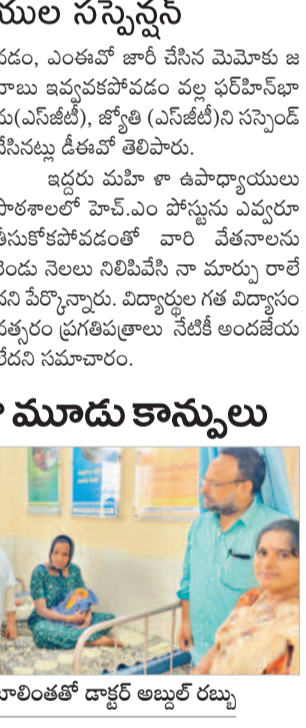 యుల సస్పెన్షన్
వడం, ఎంఈవో జారీ చేసిన మెమోకు జ
వాబు ఇవ్వవకపోవడం వల్ల ఫర్‌హిన్‌భా
ను(ఎస్‌జీటీ), జ్యోతి (ఎస్‌జీటీ)ని సస్పెండ్
చేసినట్లు డీఈవో తెలిపారు.
ఇద్దరు మహి ళా ఉపాధ్యాయులు
పాఠశాలలో హెచ్.ఎం పోస్టును ఎవ్వరూ
తీసుకోకపోవడంతో వారి వేతనాలను
రెండు నెలలు నిలిపివేసి నా మార్పు రాలే
దని పేర్కొన్నారు. విద్యార్థుల గత విద్యాసం
వత్సరం ప్రగతిపత్రాలు నేటికీ అందజేయ
లేదని సమాచారం.
మూడు కాన్పులు
బాలింతతో డాక్టర్ అబ్దుల్ రబ్బు